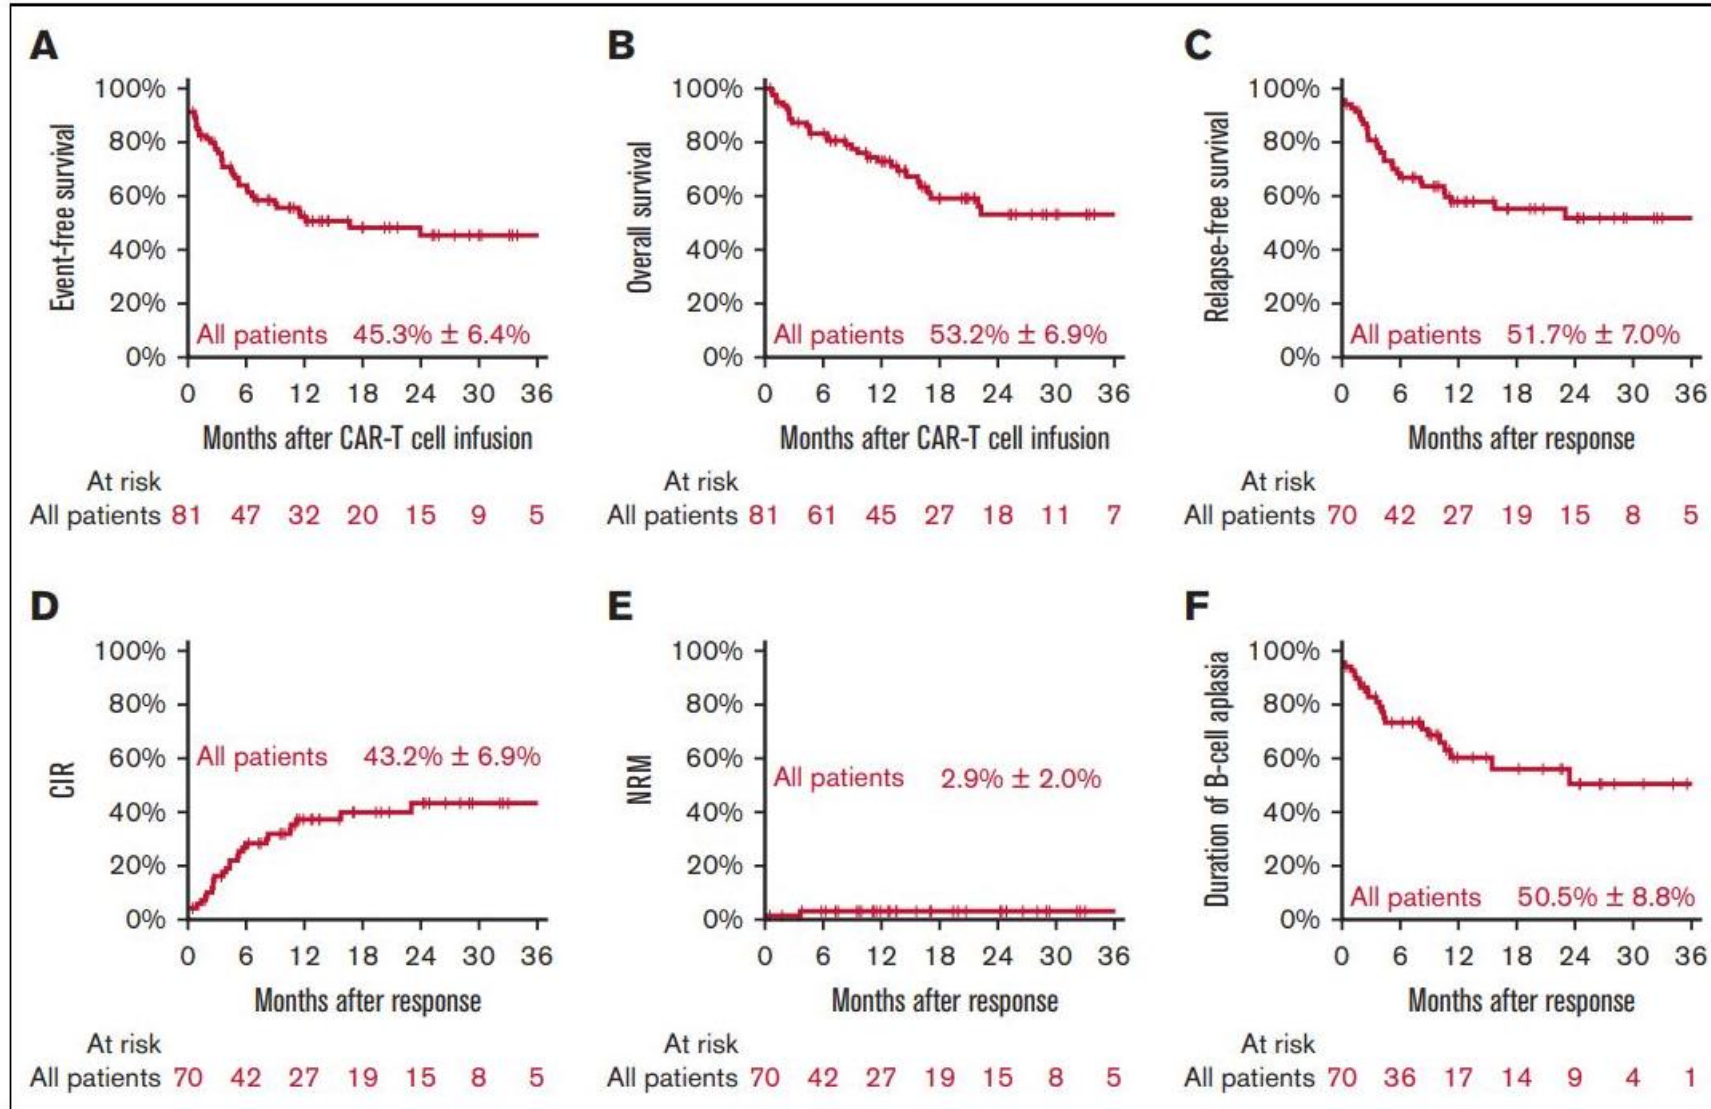 A
Event-free survival
100%
80%
60%
40%
20%
0%
All patients 45.3% ± 6.4%
0 6 12 18 24 30 36
Months after CAR-T cell infusion
At risk
All patients 81 47 32 20 15 9 5
B
Overall survival
100%
80%
60%
40%
20%
0%
All patients 53.2% ± 6.9%
0 6 12 18 24 30 36
Months after CAR-T cell infusion
At risk
All patients 81 61 45 27 18 11 7
C
Relapse-free survival
100%
80%
60%
40%
20%
0%
All patients 51.7% ± 7.0%
0 6 12 18 24 30 36
Months after response
At risk
All patients 70 42 27 19 15 8 5
D
CIR
100%
80%
60%
40%
20%
0%
All patients 43.2% ± 6.9%
0 6 12 18 24 30 36
Months after response
At risk
All patients 70 42 27 19 15 8 5
E
NRM
100%
80%
60%
40%
20%
0%
All patients 2.9% ± 2.0%
0 6 12 18 24 30 36
Months after response
At risk
All patients 70 42 27 19 15 8 5
F
Duration of B-cell aplasia
100%
80%
60%
40%
20%
0%
All patients 50.5% ± 8.8%
0 6 12 18 24 30 36
Months after response
At risk
All patients 70 36 17 14 9 4 1